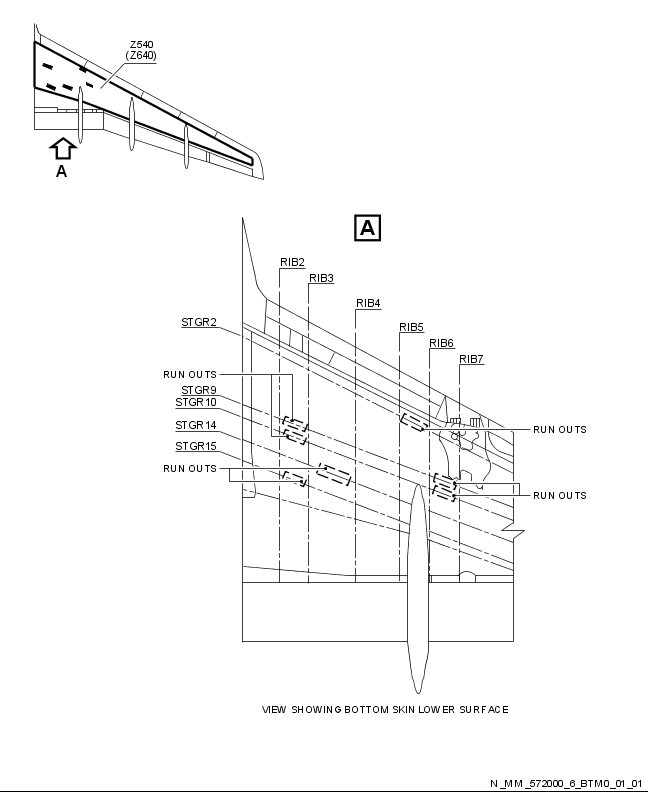 Z540
(Z640)
A
A
RIB2
RIB3
RIB4
RIB5
RIB6
RIB7
STGR2
RUN OUTS
STGR9
STGR10
STGR14
STGR15
RUN OUTS
RUN OUTS
RUN OUTS
VIEW SHOWING BOTTOM SKIN LOWER SURFACE
N_MM_572000_6_BTM0_01_01